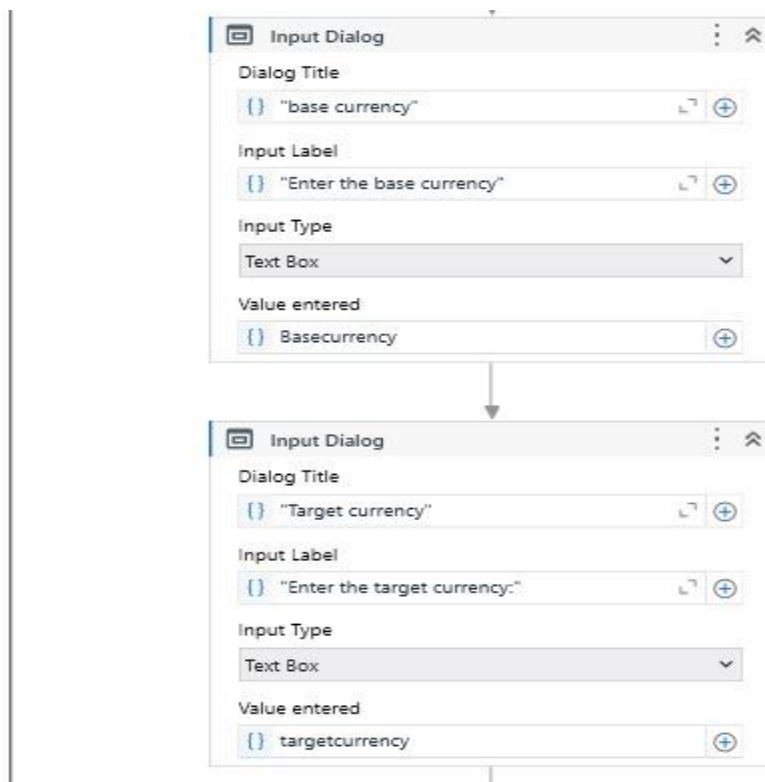 Input Dialog
Dialog Title
{} "base currency"
Input Label
{} "Enter the base currency"
Input Type
Text Box
Value entered
{} Basecurrency
Input Dialog
Dialog Title
{} "Target currency"
Input Label
{} "Enter the target currency:"
Input Type
Text Box
Value entered
{} targetcurrency